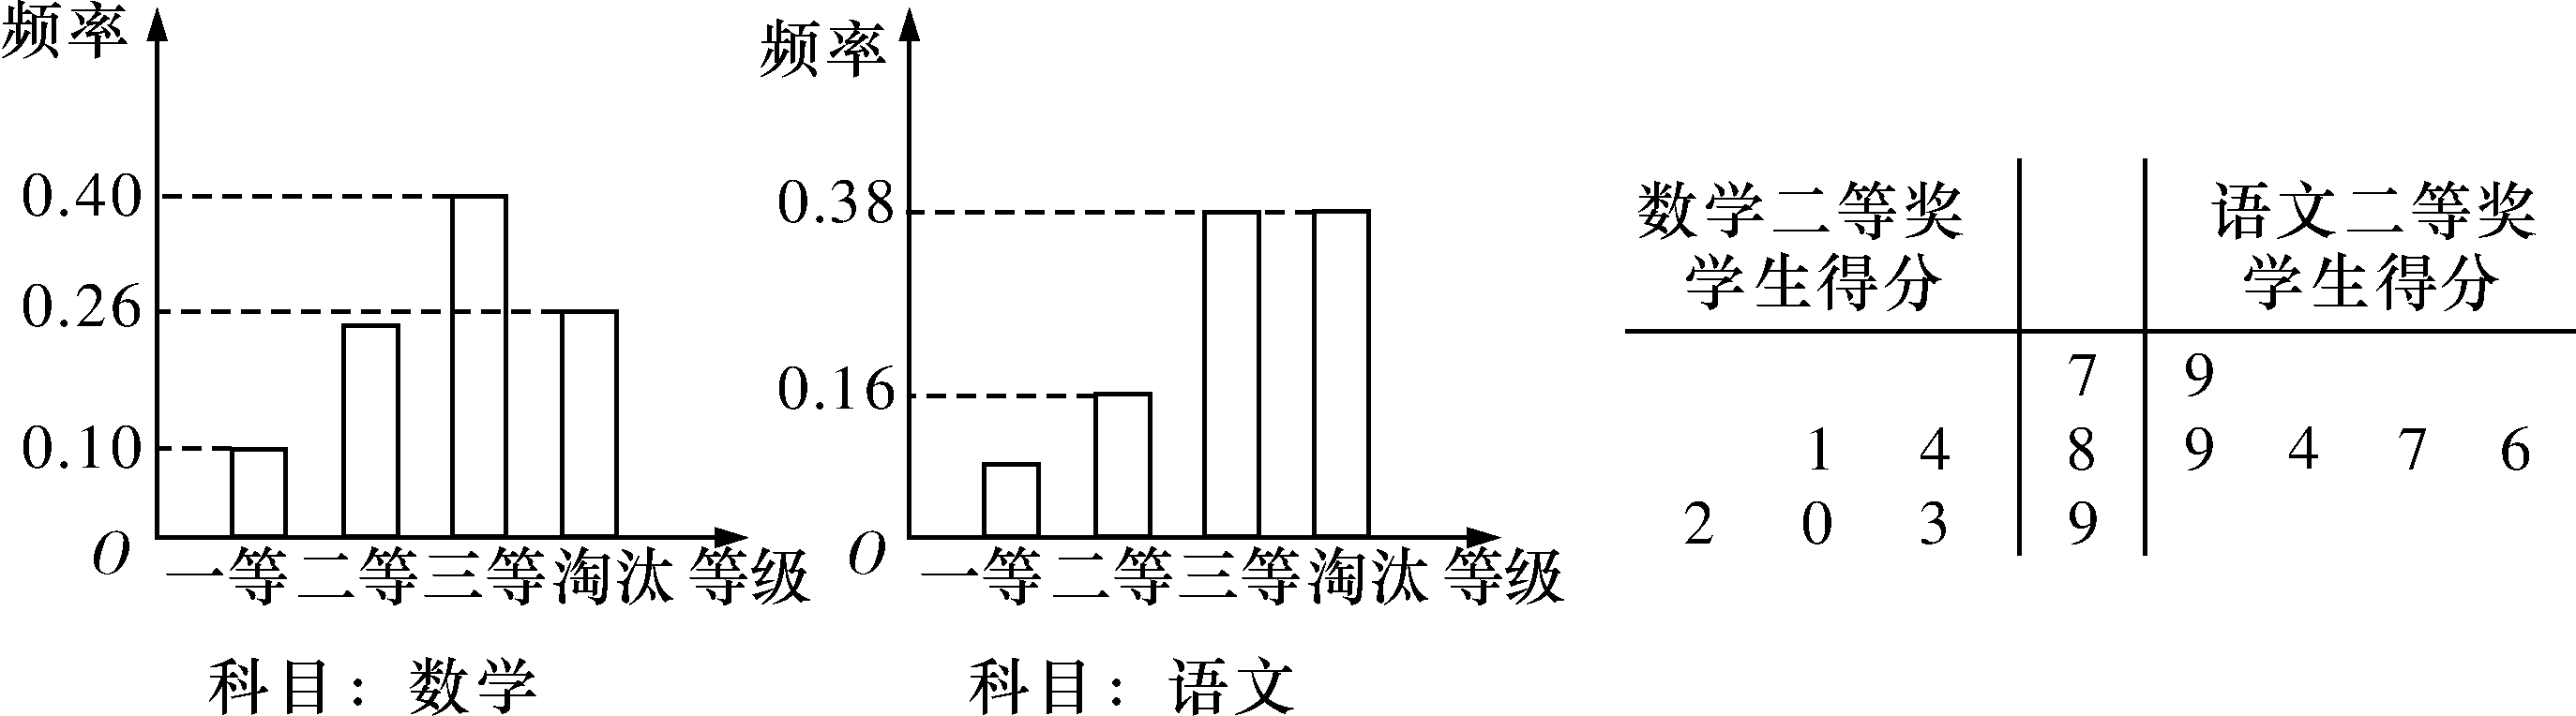 频率
0.40
0.26
0.10
O
一等 二等 三等 淘汰 等级
科目：数学
频率
0.38
0.16
O
一等 二等 三等 淘汰 等级
科目：语文
数学二等奖 语文二等奖
学生得分 学生得分
7 9
1 4 8 9 4 7 6
2 0 3 9